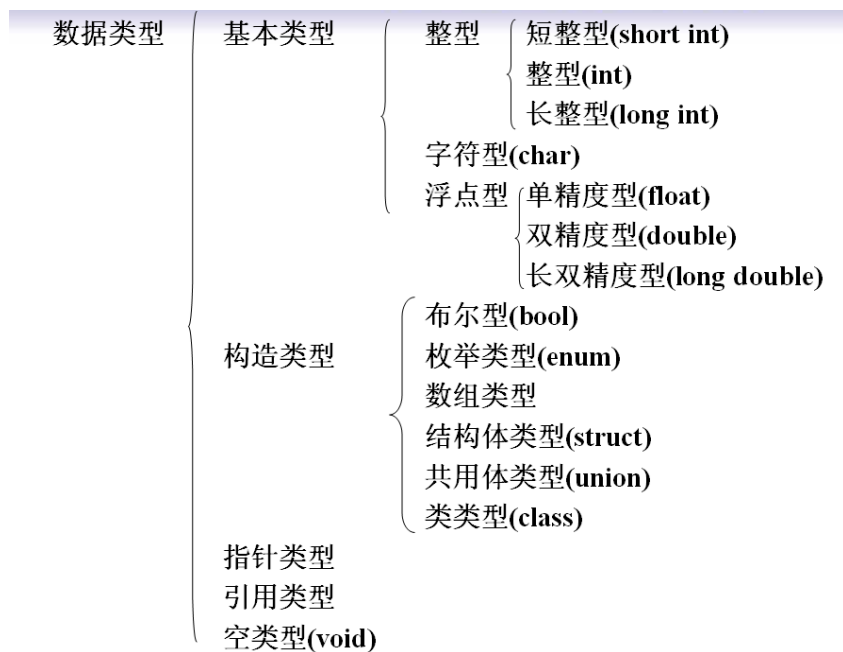 数据类型 基本类型 整型 短整型(short int)
整型(int)
长整型(long int)
字符型(char)
浮点型 单精度型(float)
双精度型(double)
长双精度型(long double)
布尔型(bool)
构造类型 枚举类型(enum)
数组类型
结构体类型(struct)
共用体类型(union)
类类型(class)
指针类型
引用类型
空类型(void)